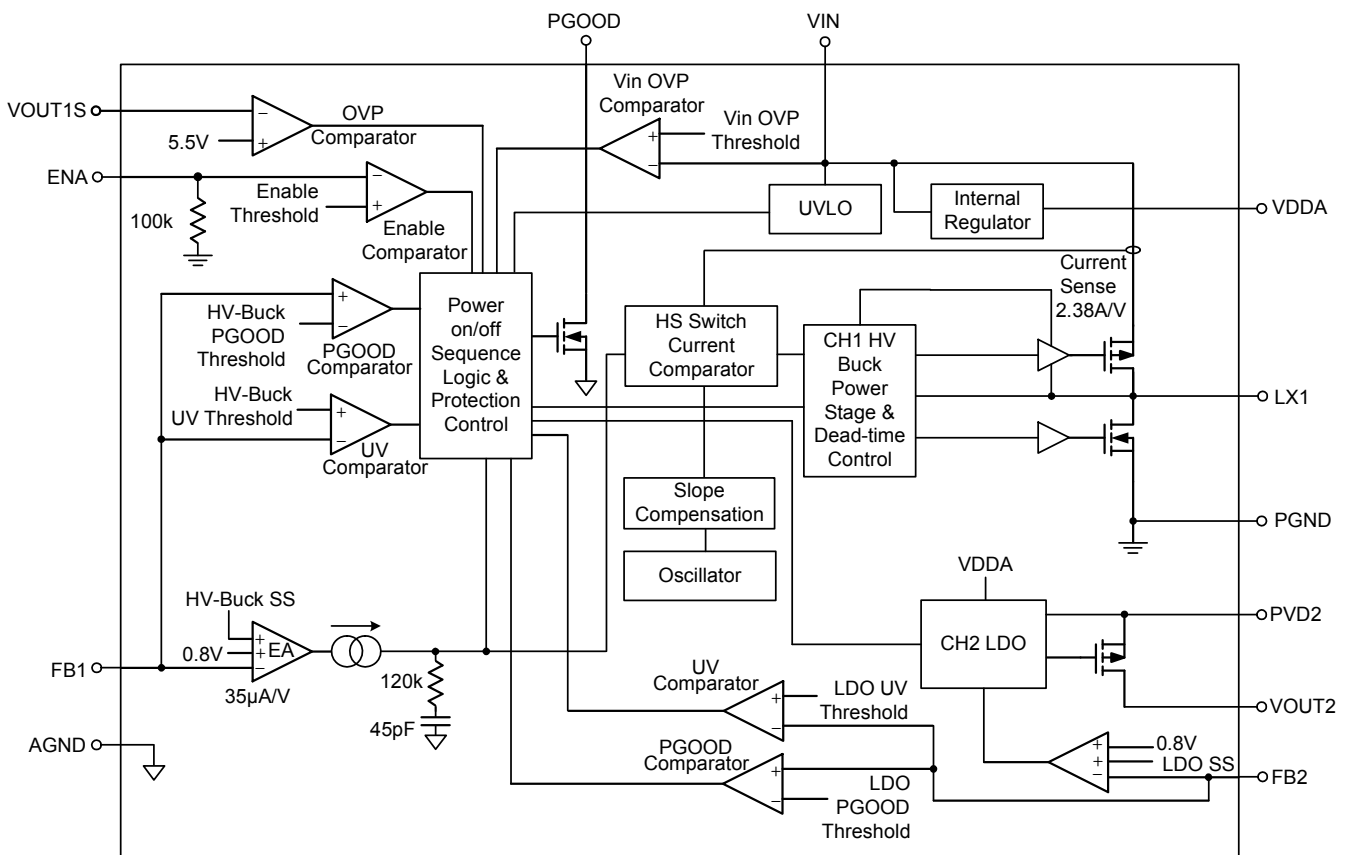 PGOOD
VIN
VOUT1S
5.5V
OVP
Comparator
Vin OVP
Comparator
Vin OVP
Threshold
ENA
100k
Enable
Threshold
Enable
Comparator
UVLO
Internal
Regulator
VDDA
HV-Buck
PGOOD
Threshold
PGOOD
Comparator
HV-Buck
UV Threshold
UV
Comparator
Power
on/off
Sequence
Logic &
Protection
Control
HS Switch
Current
Comparator
CH1 HV
Buck
Power
Stage &
Dead-time
Control
Current
Sense
2.38A/V
LX1
Slope
Compensation
Oscillator
PGND
HV-Buck SS
0.8V
EA
FB1
35µA/V
120k
45pF
AGND
VDDA
CH2 LDO
PVD2
VOUT2
UV
Comparator
LDO UV
Threshold
PGOOD
Comparator
LDO
PGOOD
Threshold
0.8V
LDO SS
FB2